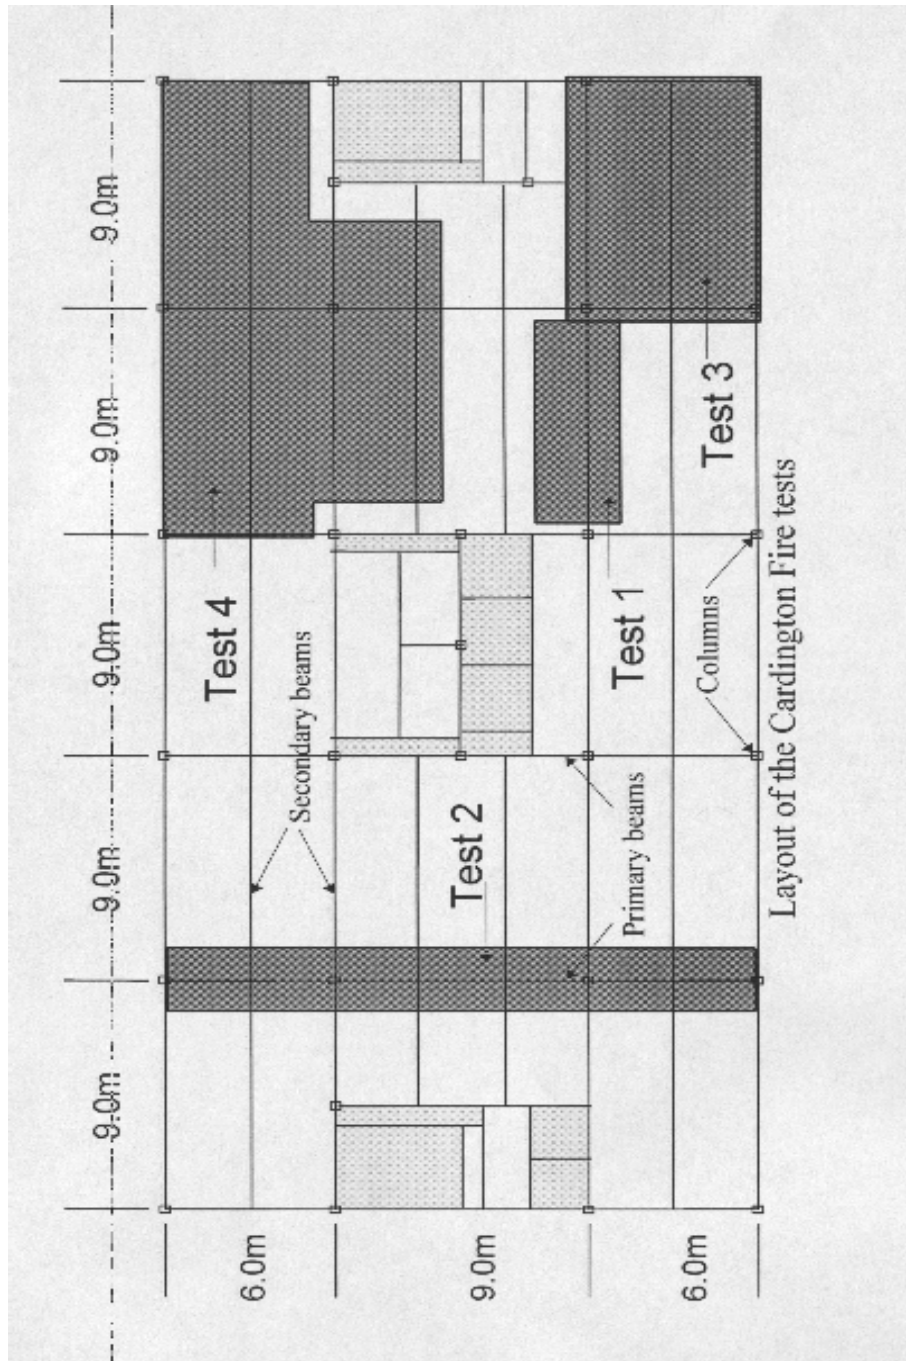 9.0m
9.0m
9.0m
9.0m
9.0m
6.0m
9.0m
6.0m
Test 4
Secondary beams
Test 2
Test 1
Primary beams
Test 3
Columns
Layout of the Cardington Fire tests